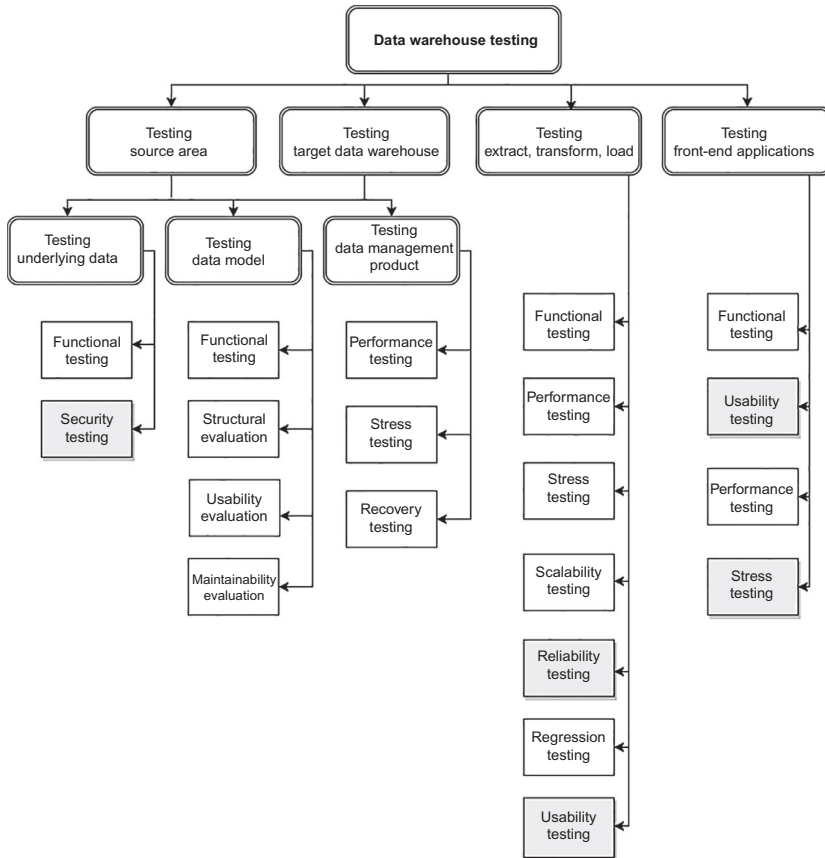 Data warehouse testing
Testing
source area
Testing
target data warehouse
Testing
extract, transform, load
Testing
front-end applications
Testing
underlying data
Testing
data model
Testing
data management
product
Functional
testing
Security
testing
Functional
testing
Structural
evaluation
Usability
evaluation
Maintainability
evaluation
Performance
testing
Stress
testing
Recovery
testing
Functional
testing
Performance
testing
Stress
testing
Scalability
testing
Reliability
testing
Regression
testing
Usability
testing
Functional
testing
Usability
testing
Performance
testing
Stress
testing